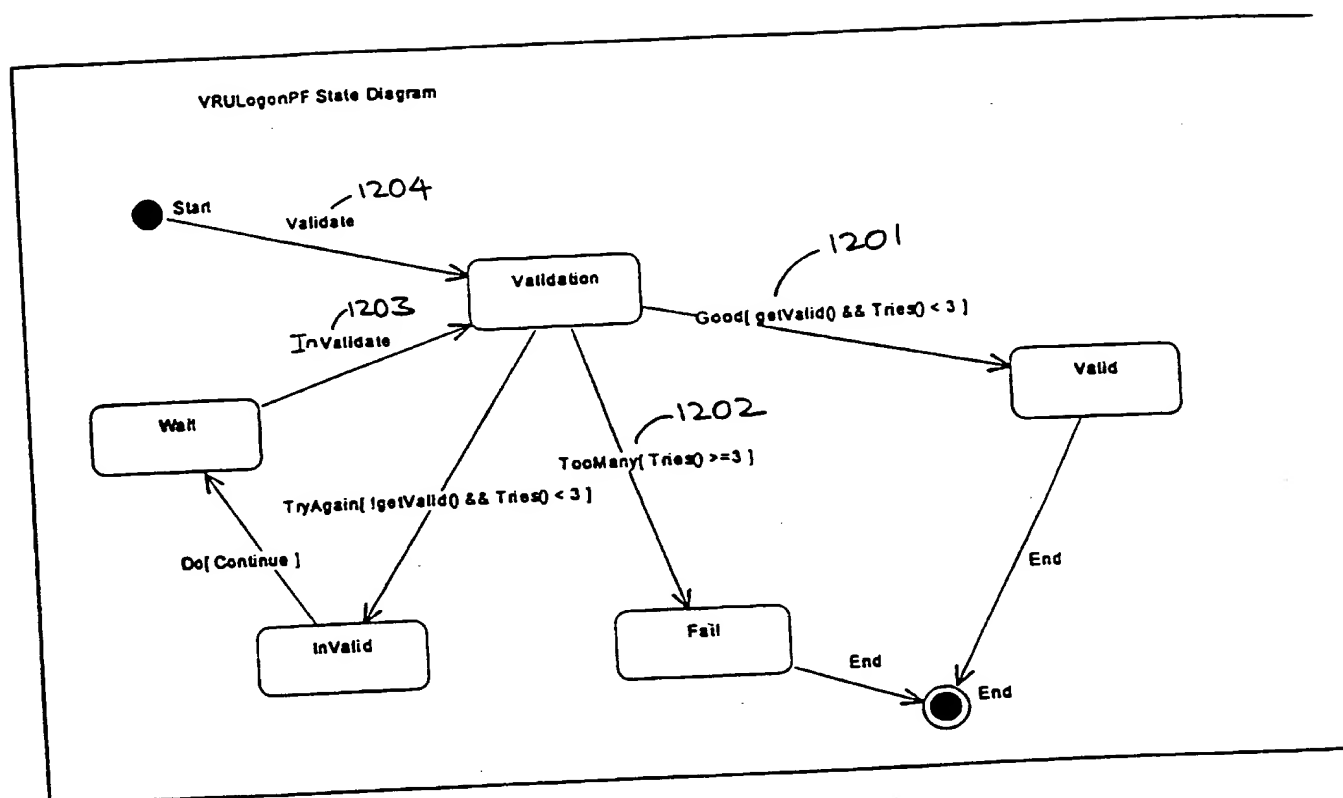 VRULogonPF State Diagram
1204
Start
Validate
1201
Validation
1203
Good[ getValid() && Tries() < 3 ]
InValidate
Valid
1202
Wait
TooMany[ Tries() >=3 ]
TryAgain[ !getValid() && Tries() < 3 ]
Do[ Continue ]
End
Fail
InValid
End
End